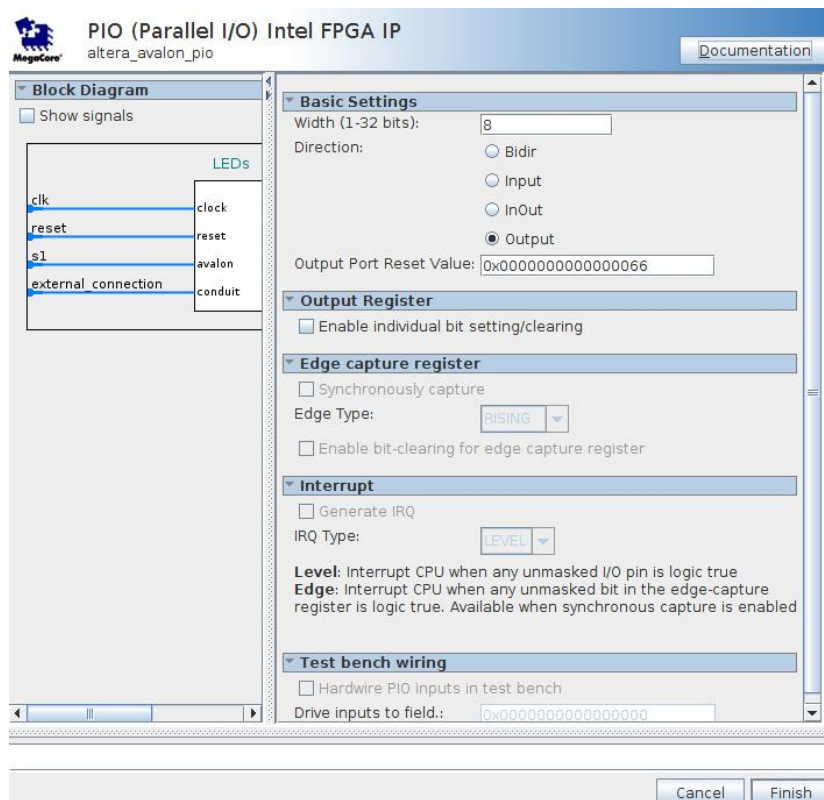 PIO (Parallel I/O) Intel FPGA IP
MegaCore'
altera_avalon_pio
Documentation
Block Diagram
Show signals
LEDs
clk
clock
reset
reset
s1
avalon
external_connection
conduit
Basic Settings
Width (1-32 bits): 8
Direction:
Bidir
Input
InOut
Output
Output Port Reset Value: 0x0000000000000066
Output Register
Enable individual bit setting/clearing
Edge capture register
Synchronously capture
Edge Type: RISING
Enable bit-clearing for edge capture register
Interrupt
Generate IRQ
IRQ Type: LEVEL
Level: Interrupt CPU when any unmasked I/O pin is logic true
Edge: Interrupt CPU when any unmasked bit in the edge-capture
register is logic true. Available when synchronous capture is enabled
Test bench wiring
Hardwire PIO inputs in test bench
Drive inputs to field.: 0x0000000000000000
Cancel
Finish